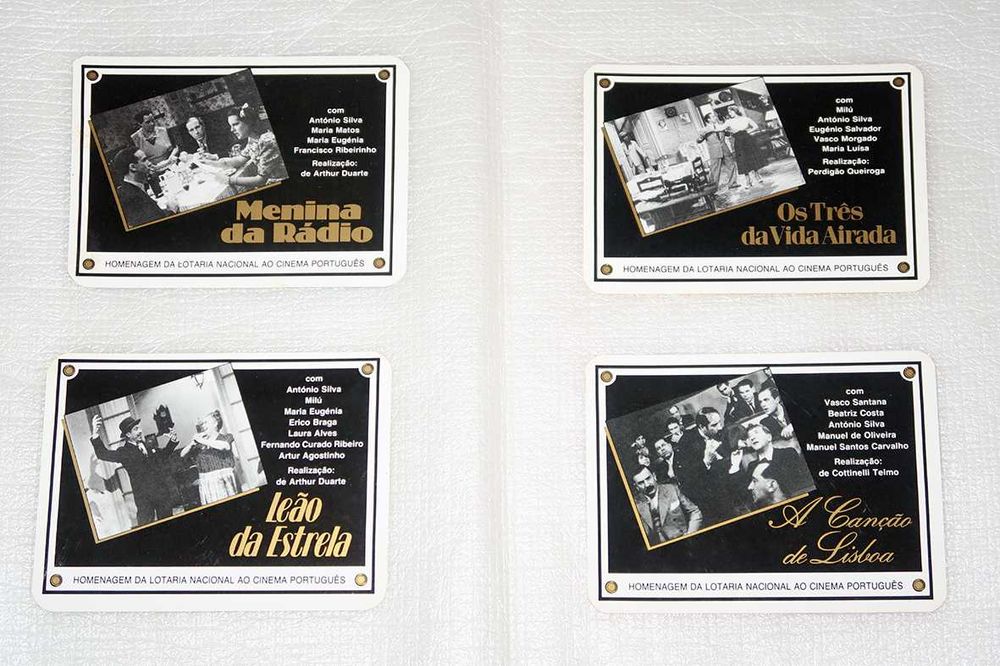 com
António Silva
Maria Matos
Maria Eugénia
Francisco Ribeirinho
Realização:
de Arthur Duarte
Menina
da Rádio
HOMENAGEM DA LOTARIA NACIONAL AO CINEMA PORTUGUÊS
com
Milú
António Silva
Eugénio Salvador
Vasco Morgado
Maria Luísa
Realização:
Perdigão Queiroga
Os Três
da Vida Airada
HOMENAGEM DA LOTARIA NACIONAL AO CINEMA PORTUGUÊS
com
António Silva
Milú
Maria Eugénia
Erico Braga
Laura Alves
Fernando Curado Ribeiro
Artur Agostinho
Realização:
de Arthur Duarte
Leão
da Estrela
HOMENAGEM DA LOTARIA NACIONAL AO CINEMA PORTUGUÊS
com
Vasco Santana
Beatriz Costa
António Silva
Manuel de Oliveira
Manuel Santos Carvalho
Realização:
de Cottinelli Telmo
A Canção
de Lisboa
HOMENAGEM DA LOTARIA NACIONAL AO CINEMA PORTUGUÊS